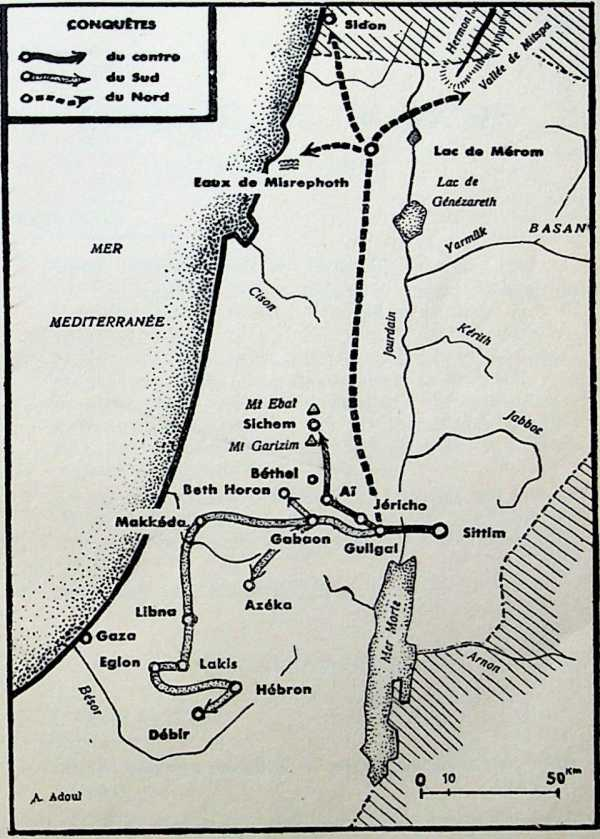 CONQUÊTES
du centre
du Sud
du Nord
Sidon
Hermon
Vallée de Mitspa
Lac de Mérom
Eaux de Misrephoth
Lac de
Génézareth
BASAN
Yarmûk
MER
MEDITERRANÉE
Cison
Jourdain
Kérith
Mt Ebal
Sichem
Mt Garizim
Jabboc
Béthel
Beth Horon
Aï
Jéricho
Makkéda
Gabaon
Guilgal
Sittim
Azéka
Libna
Gaza
Eglon
Lakis
Mer Morte
Arnon
Hébron
Bésor
Débir
A. Adoul
0 10 50 Km